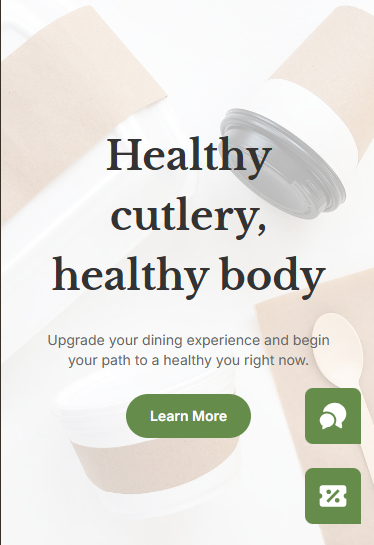 Healthy
cutlery,
healthy body
Upgrade your dining experience and begin
your path to a healthy you right now.
Learn More